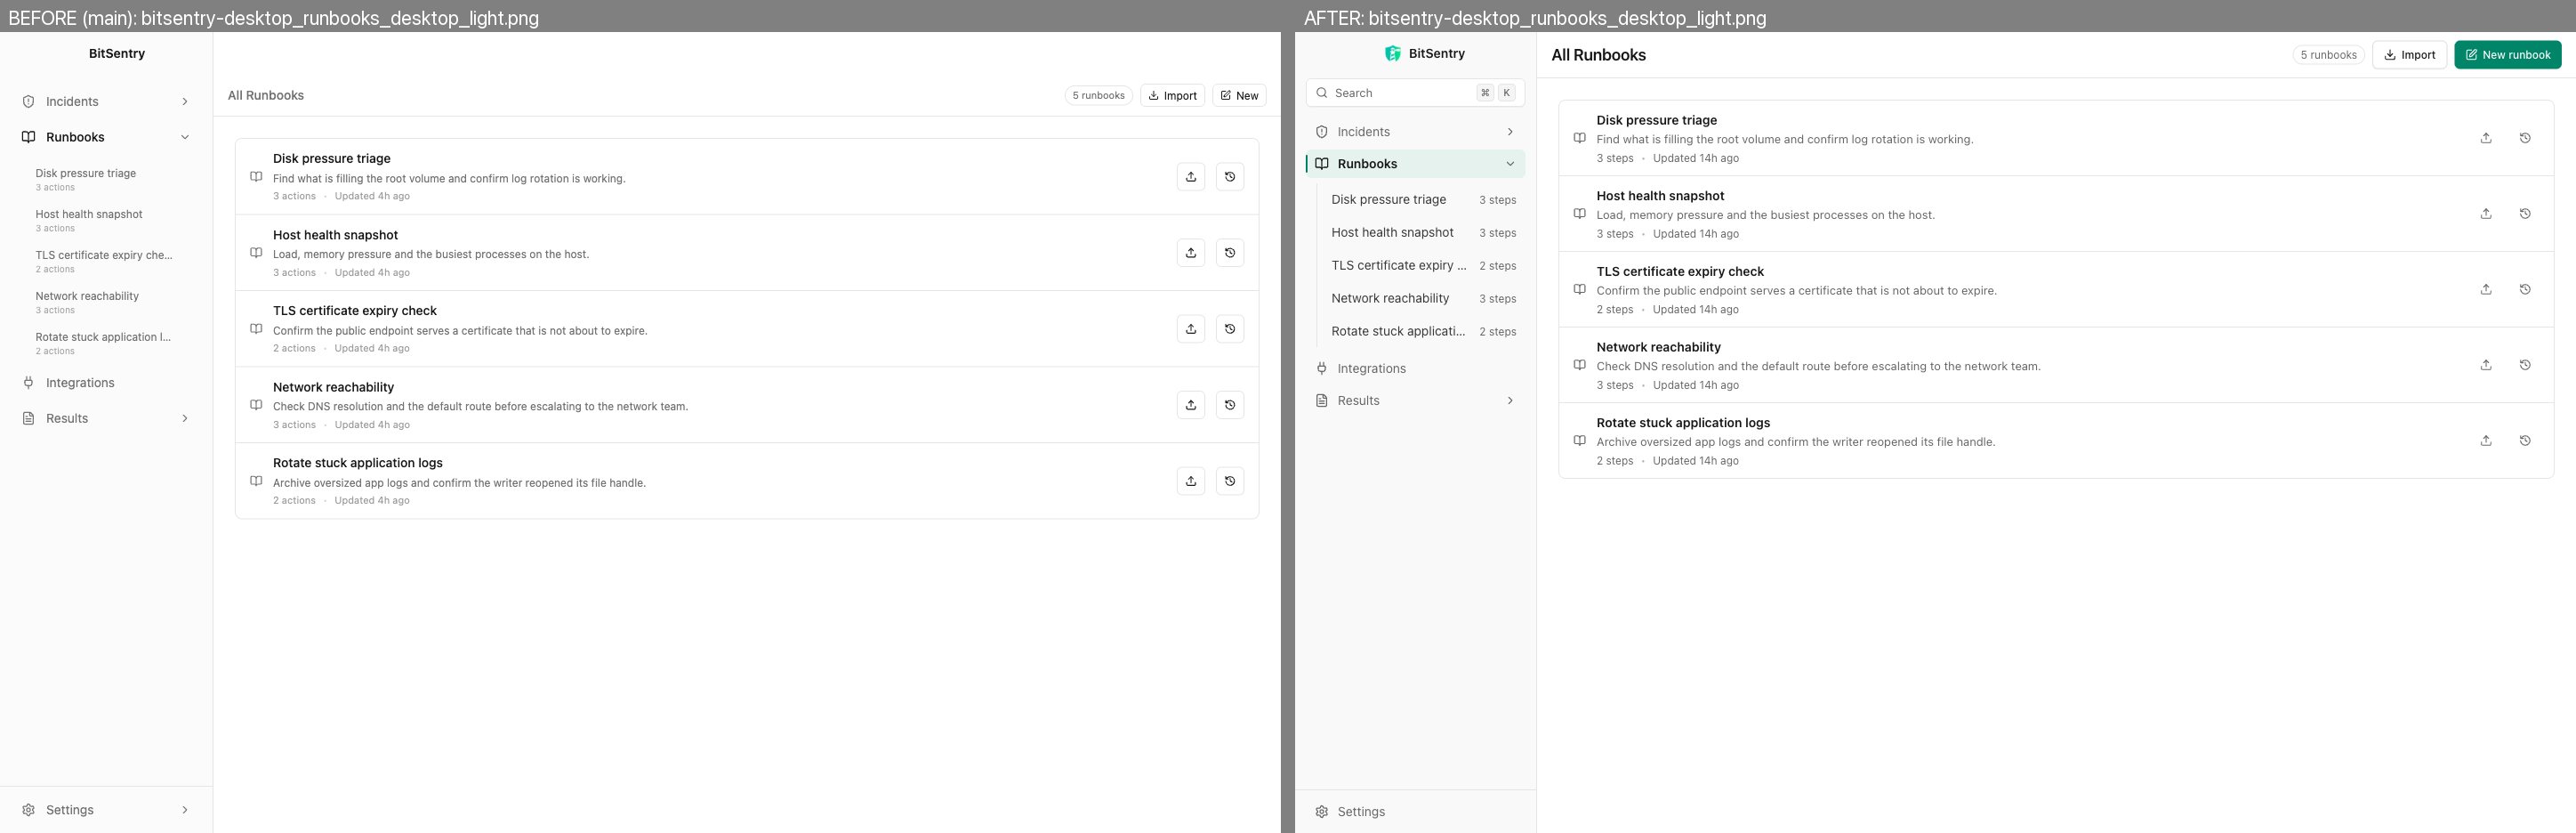 BEFORE (main): bitsentry-desktop_runbooks_desktop_light.png
BitSentry
Incidents
Runbooks
Disk pressure triage
3 actions
Host health snapshot
3 actions
TLS certificate expiry che...
2 actions
Network reachability
3 actions
Rotate stuck application l...
2 actions
Integrations
Results
Settings
All Runbooks
5 runbooks
Import
New
Disk pressure triage
Find what is filling the root volume and confirm log rotation is working.
3 actions · Updated 4h ago
Host health snapshot
Load, memory pressure and the busiest processes on the host.
3 actions · Updated 4h ago
TLS certificate expiry check
Confirm the public endpoint serves a certificate that is not about to expire.
2 actions · Updated 4h ago
Network reachability
Check DNS resolution and the default route before escalating to the network team.
3 actions · Updated 4h ago
Rotate stuck application logs
Archive oversized app logs and confirm the writer reopened its file handle.
2 actions · Updated 4h ago
AFTER: bitsentry-desktop_runbooks_desktop_light.png
BitSentry
Search ⌘ K
Incidents
Runbooks
Disk pressure triage 3 steps
Host health snapshot 3 steps
TLS certificate expiry ... 2 steps
Network reachability 3 steps
Rotate stuck applicati... 2 steps
Integrations
Results
Settings
All Runbooks
5 runbooks
Import
New runbook
Disk pressure triage
Find what is filling the root volume and confirm log rotation is working.
3 steps · Updated 14h ago
Host health snapshot
Load, memory pressure and the busiest processes on the host.
3 steps · Updated 14h ago
TLS certificate expiry check
Confirm the public endpoint serves a certificate that is not about to expire.
2 steps · Updated 14h ago
Network reachability
Check DNS resolution and the default route before escalating to the network team.
3 steps · Updated 14h ago
Rotate stuck application logs
Archive oversized app logs and confirm the writer reopened its file handle.
2 steps · Updated 14h ago